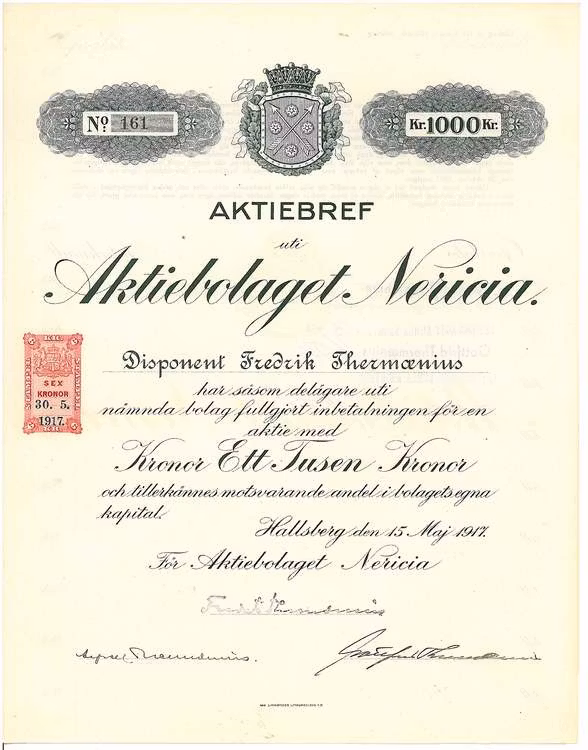 No. 161
Kr. 1000 Kr.
AKTIEBREF
uti
Aktiebolaget Nericia.
SEX
KRONOR
30. 5.
1917.
Disponent Fredrik Thermænius
har såsom delägare uti
nämnda bolag fullgjort inbetalningen för en
aktie med
Kronor Ett Tusen Kronor
och tillerkännes motsvarande andel i bolagets egna
kapital.
Hallsberg den 15 Maj 1917.
För Aktiebolaget Nericia